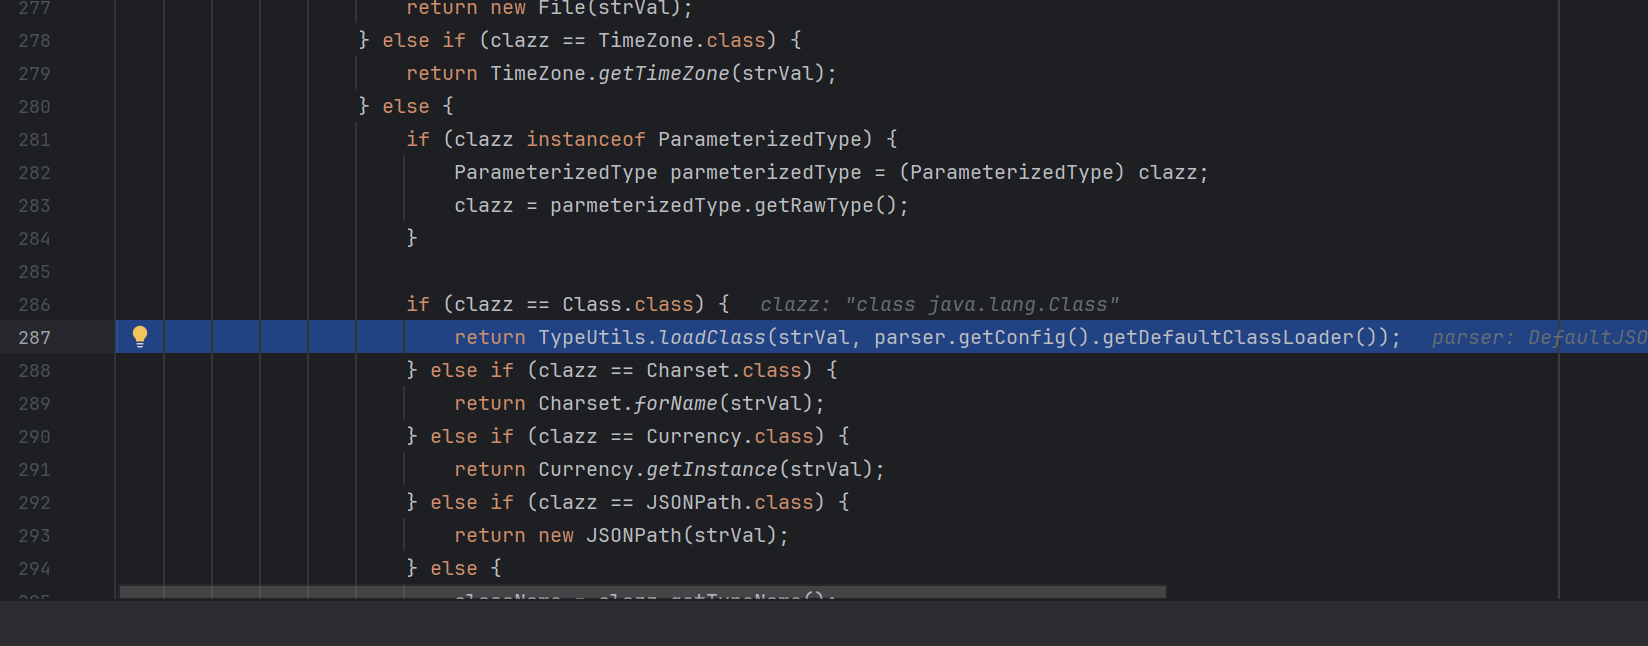 277 return new File(strVal);
278 } else if (clazz == TimeZone.class) {
279 return TimeZone.getTimeZone(strVal);
280 } else {
281 if (clazz instanceof ParameterizedType) {
282 ParameterizedType parmeterizedType = (ParameterizedType) clazz;
283 clazz = parmeterizedType.getRawType();
284 }
285
286 if (clazz == Class.class) { clazz: "class java.lang.Class"
287 return TypeUtils.loadClass(strVal, parser.getConfig().getDefaultClassLoader()); parser: DefaultJSO
288 } else if (clazz == Charset.class) {
289 return Charset.forName(strVal);
290 } else if (clazz == Currency.class) {
291 return Currency.getInstance(strVal);
292 } else if (clazz == JSONPath.class) {
293 return new JSONPath(strVal);
294 } else {